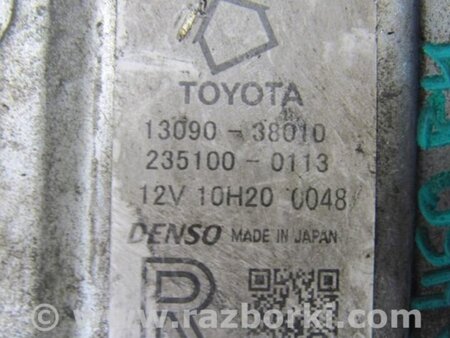 TOYOTA
13090-38010
235100-0113
12V 10H20 0048
DENSO MADE IN JAPAN
R
© www.razborki.com